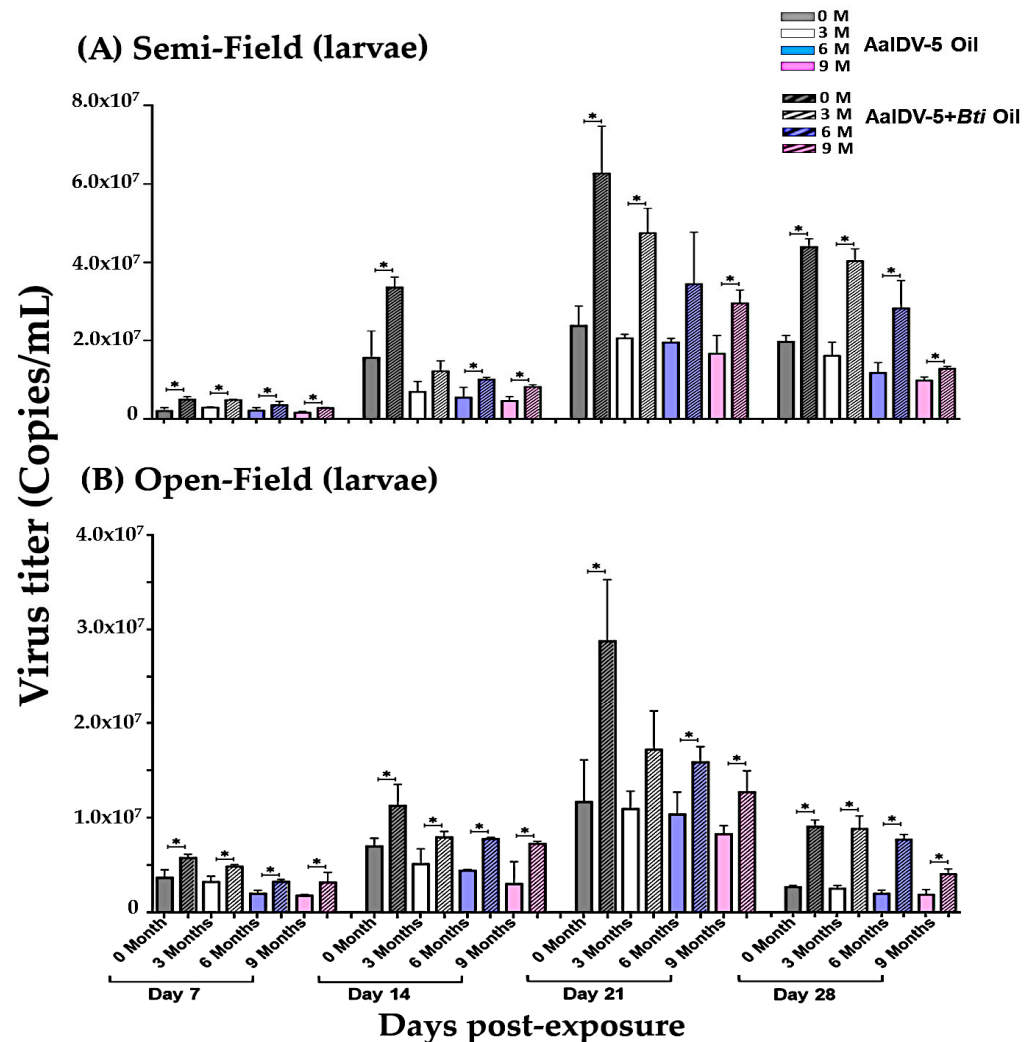 0 M
3 M
6 M
9 M
AalDV-5 Oil
0 M
3 M
6 M
9 M
AalDV-5+Bti Oil
(A) Semi-Field (larvae)
8.0x10⁷
6.0x10⁷
4.0x10⁷
2.0x10⁷
0
* * * *
* * *
* * *
* * * *
(B) Open-Field (larvae)
4.0x10⁷
3.0x10⁷
2.0x10⁷
1.0x10⁷
0
* * * *
* * * *
* * *
* * * *
Virus titer (Copies/mL)
0 Month 3 Months 6 Months 9 Months
0 Month 3 Months 6 Months 9 Months
0 Month 3 Months 6 Months 9 Months
0 Month 3 Months 6 Months 9 Months
Day 7 Day 14 Day 21 Day 28
Days post-exposure